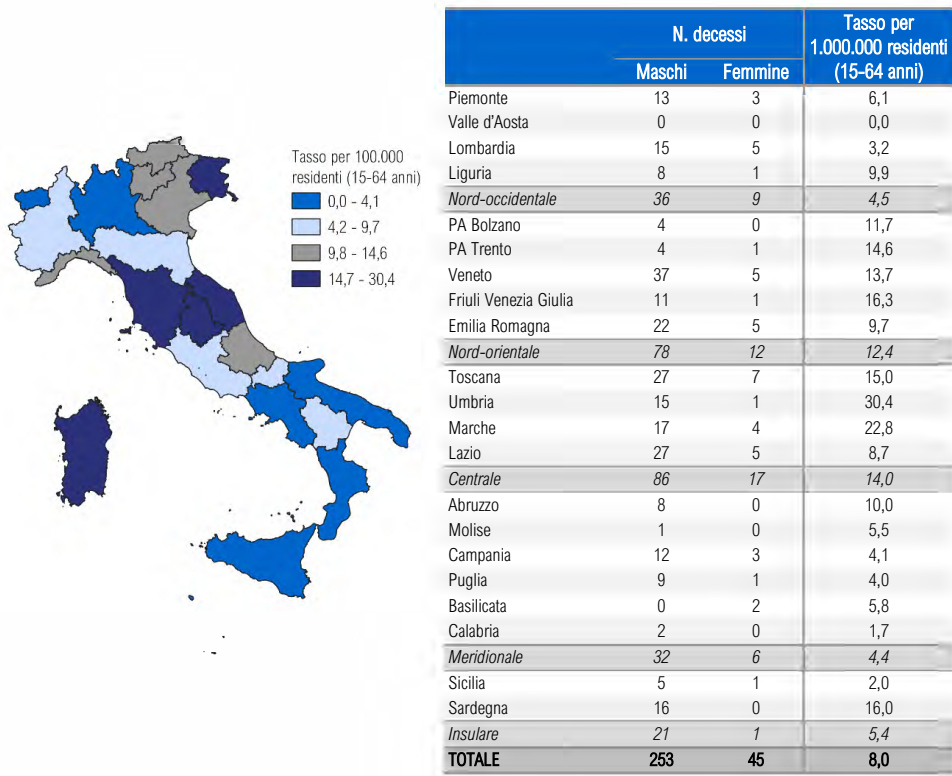 Tasso per 100.000
residenti (15-64 anni)
0,0 - 4,1
4,2 - 9,7
9,8 - 14,6
14,7 - 30,4
N. decessi Tasso per
1.000.000 residenti
(15-64 anni)
Maschi Femmine
Piemonte 13 3 6,1
Valle d'Aosta 0 0 0,0
Lombardia 15 5 3,2
Liguria 8 1 9,9
Nord-occidentale 36 9 4,5
PA Bolzano 4 0 11,7
PA Trento 4 1 14,6
Veneto 37 5 13,7
Friuli Venezia Giulia 11 1 16,3
Emilia Romagna 22 5 9,7
Nord-orientale 78 12 12,4
Toscana 27 7 15,0
Umbria 15 1 30,4
Marche 17 4 22,8
Lazio 27 5 8,7
Centrale 86 17 14,0
Abruzzo 8 0 10,0
Molise 1 0 5,5
Campania 12 3 4,1
Puglia 9 1 4,0
Basilicata 0 2 5,8
Calabria 2 0 1,7
Meridionale 32 6 4,4
Sicilia 5 1 2,0
Sardegna 16 0 16,0
Insulare 21 1 5,4
TOTALE 253 45 8,0